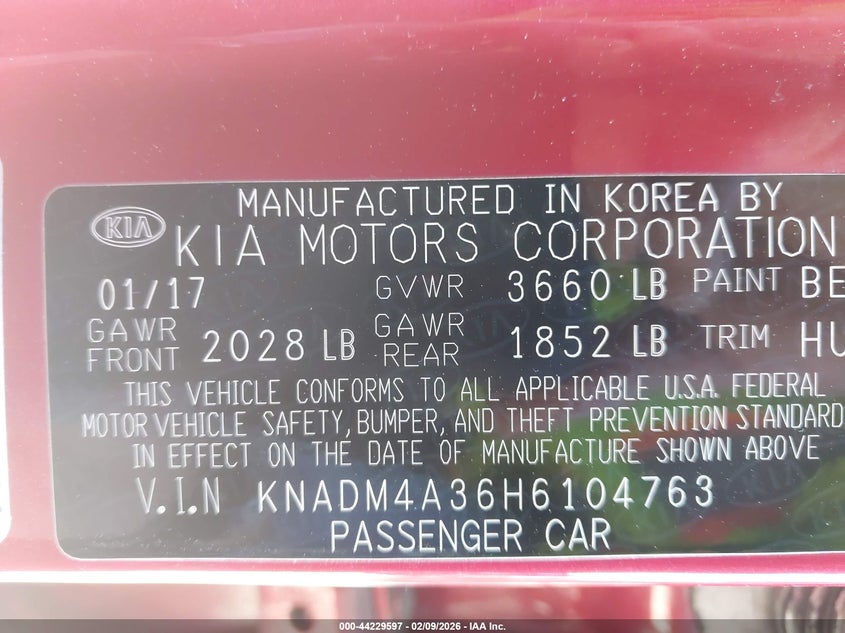 MANUFACTURED IN KOREA BY
KIA KIA MOTORS CORPORATION
01/17 GVWR 3660 LB PAINT BE
GAWR FRONT 2028 LB GAWR REAR 1852 LB TRIM HU
THIS VEHICLE CONFORMS TO ALL APPLICABLE U.S.A. FEDERAL
MOTOR VEHICLE SAFETY, BUMPER, AND THEFT PREVENTION STANDARD
IN EFFECT ON THE DATE OF MANUFACTURE SHOWN ABOVE
V.I.N KNADM4A36H6104763
PASSENGER CAR
000-44229597 - 02/09/2026 - IAA Inc.